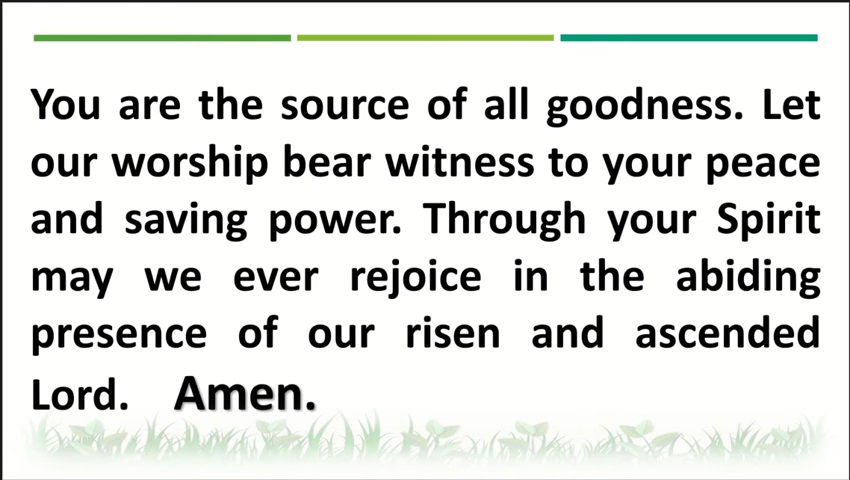 You are the source of all goodness. Let
our worship bear witness to your peace
and saving power. Through your Spirit
may we ever rejoice in the abiding
presence of our risen and ascended
Lord. Amen.